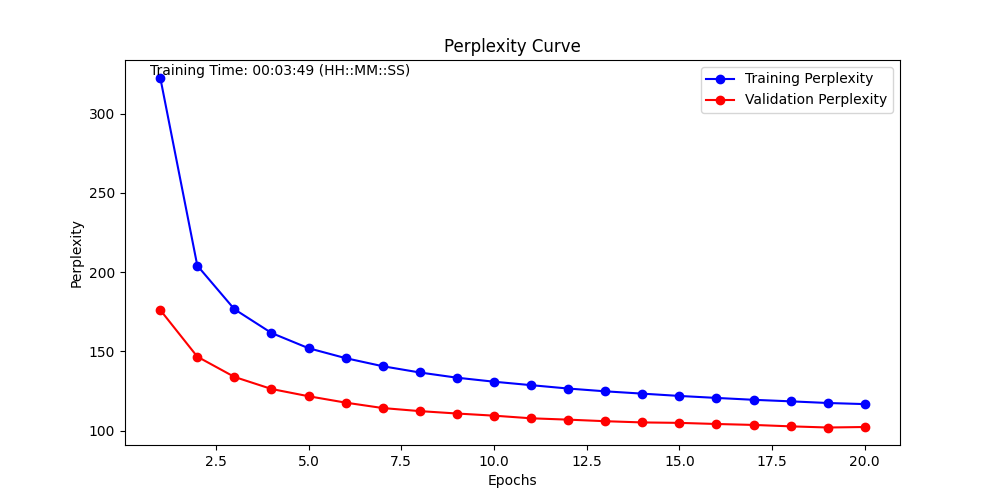 Perplexity Curve
Training Time: 00:03:49 (HH::MM::SS)
Training Perplexity
Validation Perplexity
300
250
200
150
100
Perplexity
2.5 5.0 7.5 10.0 12.5 15.0 17.5 20.0
Epochs